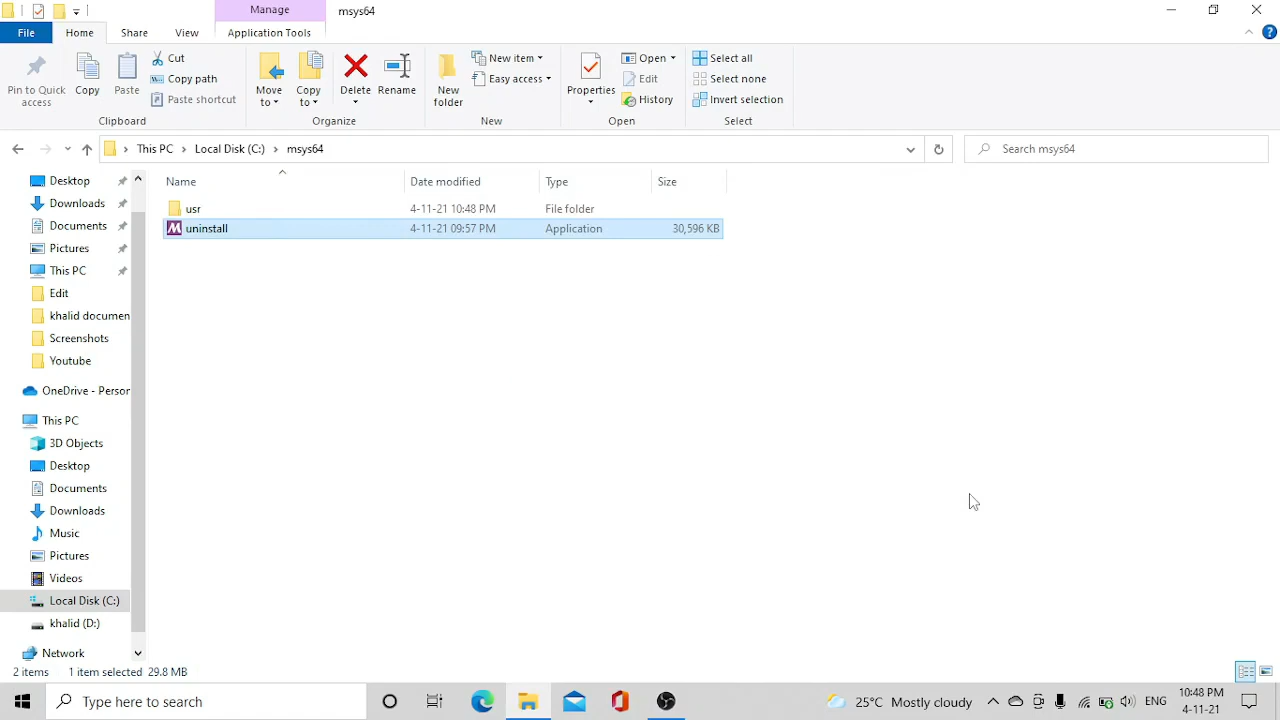 Manage
msys64
File
Home
Share
View
Application Tools
Pin to Quick access
Copy
Paste
Cut
Copy path
Paste shortcut
Clipboard
Move to
Copy to
Delete
Rename
Organize
New folder
New item
Easy access
New
Properties
Open
Edit
History
Open
Select all
Select none
Invert selection
Select
This PC > Local Disk (C:) > msys64
Search msys64
Name Date modified Type Size
usr 4-11-21 10:48 PM File folder
uninstall 4-11-21 09:57 PM Application 30,596 KB
Desktop
Downloads
Documents
Pictures
This PC
Edit
khalid documen
Screenshots
Youtube
OneDrive - Person
This PC
3D Objects
Desktop
Documents
Downloads
Music
Pictures
Videos
Local Disk (C:)
khalid (D:)
Network
2 items 1 item selected 29.8 MB
Type here to search
25°C Mostly cloudy
ENG
10:48 PM
4-11-21